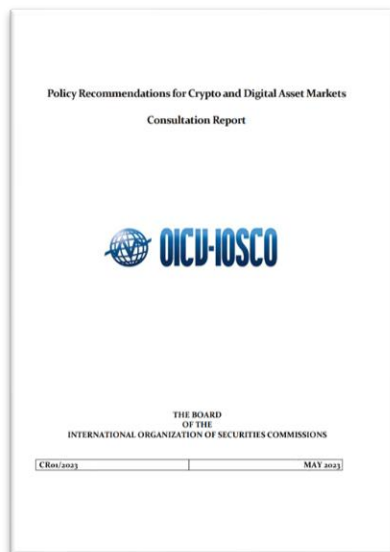 Policy Recommendations for Crypto and Digital Asset Markets
Consultation Report
OICU-IOSCO
THE BOARD
OF THE
INTERNATIONAL ORGANIZATION OF SECURITIES COMMISSIONS
CR01/2023 MAY 2023